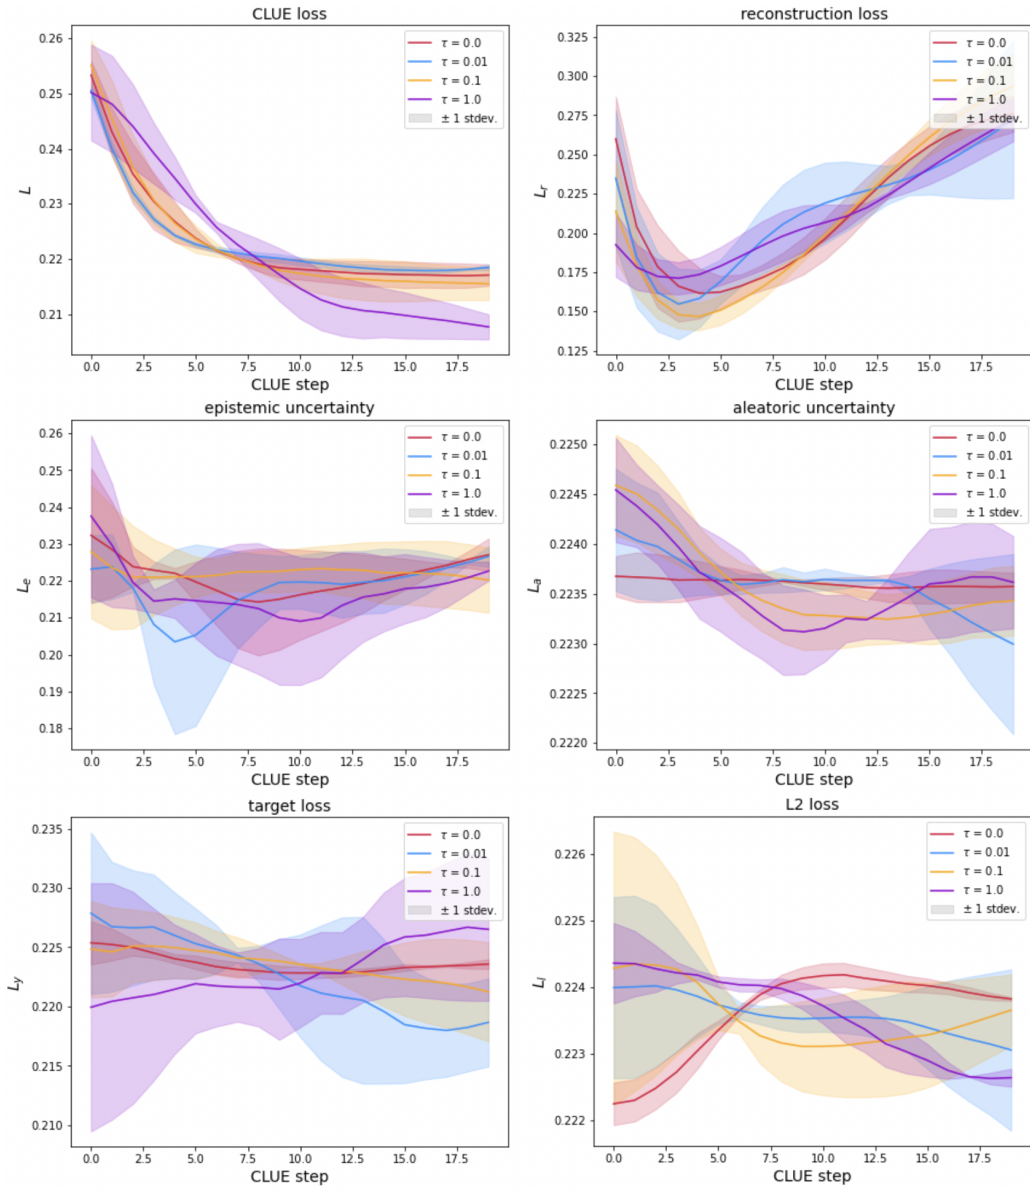 CLUE loss
0.26
0.25
0.24
0.23
0.22
0.21
L
τ = 0.0
τ = 0.01
τ = 0.1
τ = 1.0
± 1 stdev.
0.0 2.5 5.0 7.5 10.0 12.5 15.0 17.5
CLUE step
reconstruction loss
0.325
0.300
0.275
0.250
0.225
0.200
0.175
0.150
0.125
L_r
τ = 0.0
τ = 0.01
τ = 0.1
τ = 1.0
± 1 stdev.
0.0 2.5 5.0 7.5 10.0 12.5 15.0 17.5
CLUE step
epistemic uncertainty
0.26
0.25
0.24
0.23
0.22
0.21
0.20
0.19
0.18
L_e
τ = 0.0
τ = 0.01
τ = 0.1
τ = 1.0
± 1 stdev.
0.0 2.5 5.0 7.5 10.0 12.5 15.0 17.5
CLUE step
aleatoric uncertainty
0.2250
0.2245
0.2240
0.2235
0.2230
0.2225
0.2220
L_a
τ = 0.0
τ = 0.01
τ = 0.1
τ = 1.0
± 1 stdev.
0.0 2.5 5.0 7.5 10.0 12.5 15.0 17.5
CLUE step
target loss
0.235
0.230
0.225
0.220
0.215
0.210
L_y
τ = 0.0
τ = 0.01
τ = 0.1
τ = 1.0
± 1 stdev.
0.0 2.5 5.0 7.5 10.0 12.5 15.0 17.5
CLUE step
L2 loss
0.226
0.225
0.224
0.223
0.222
L_l
τ = 0.0
τ = 0.01
τ = 0.1
τ = 1.0
± 1 stdev.
0.0 2.5 5.0 7.5 10.0 12.5 15.0 17.5
CLUE step